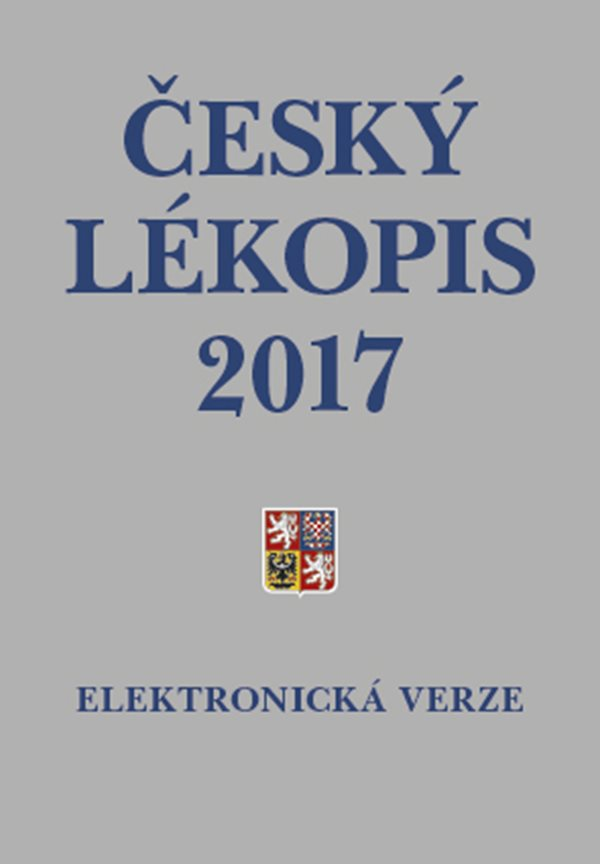 ČESKÝ
LÉKOPIS
2017
ELEKTRONICKÁ VERZE